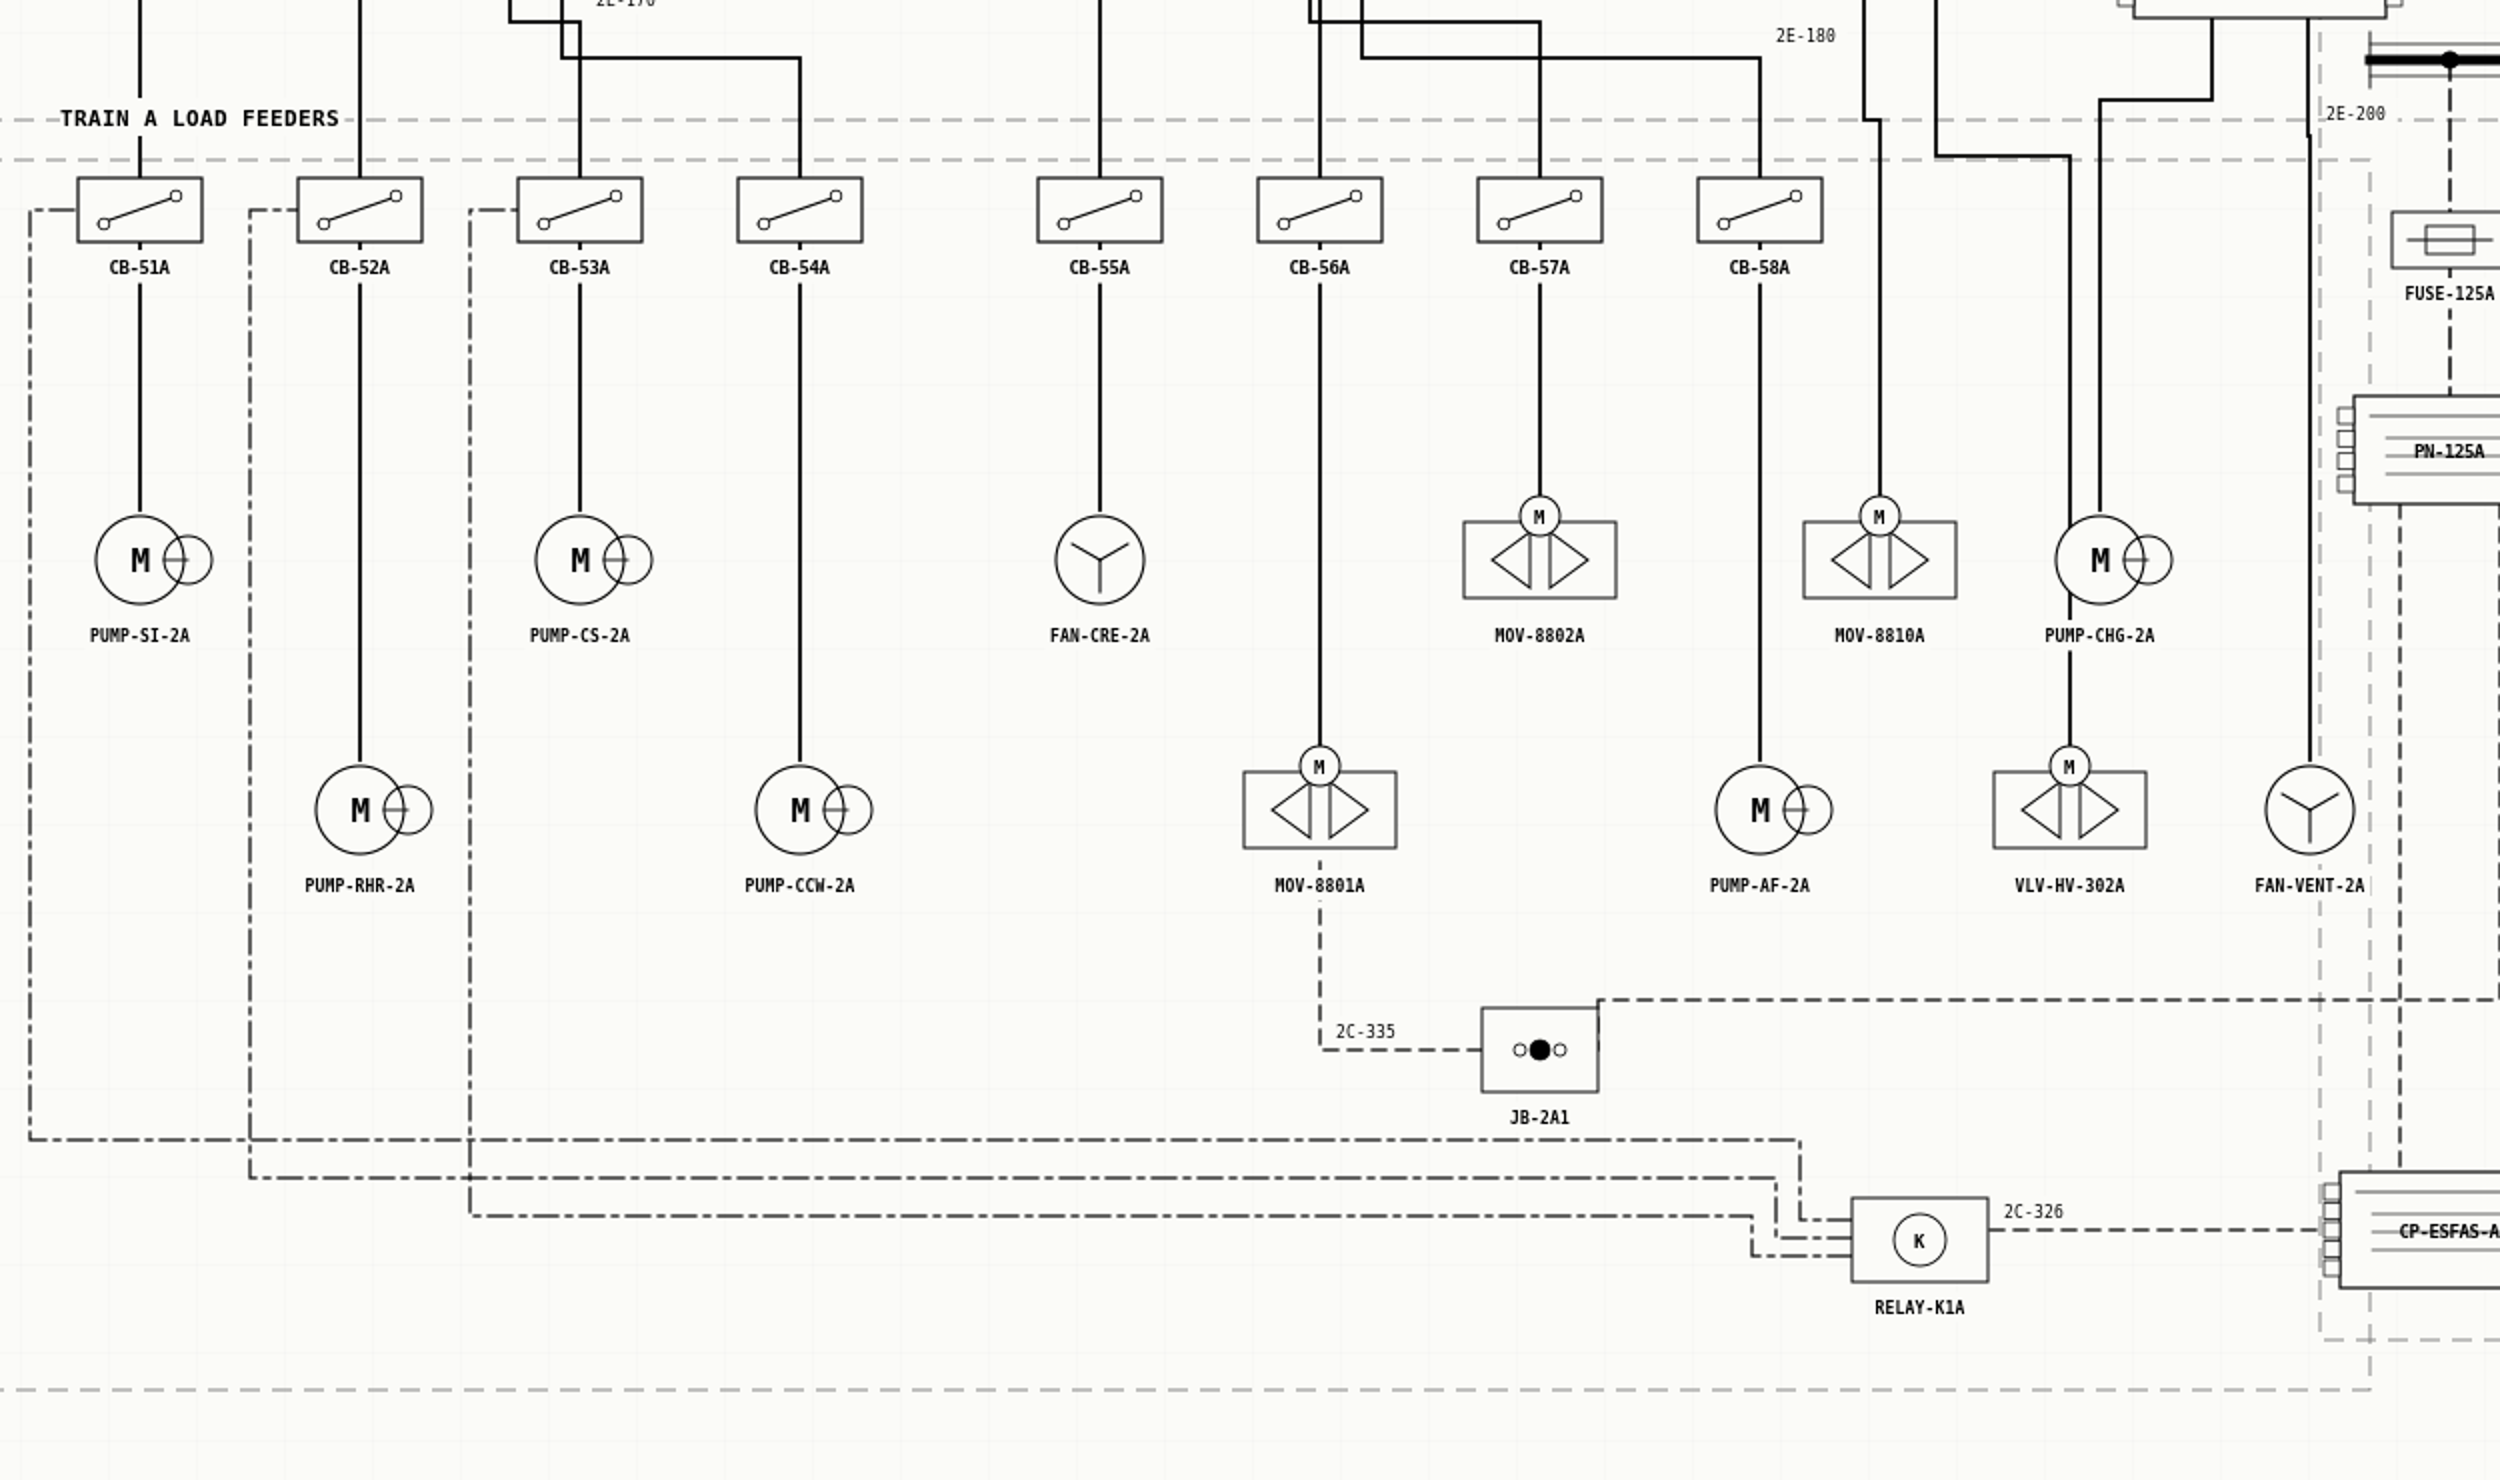 2E-170
2E-180
2E-200
TRAIN A LOAD FEEDERS
CB-51A
CB-52A
CB-53A
CB-54A
CB-55A
CB-56A
CB-57A
CB-58A
FUSE-125A
PN-125A
M
M
M
M
M
PUMP-SI-2A
PUMP-CS-2A
FAN-CRE-2A
MOV-8802A
MOV-8810A
PUMP-CHG-2A
M
M
M
M
M
PUMP-RHR-2A
PUMP-CCW-2A
MOV-8801A
PUMP-AF-2A
VLV-HV-302A
FAN-VENT-2A
2C-335
JB-2A1
2C-326
K
CP-ESFAS-A
RELAY-K1A